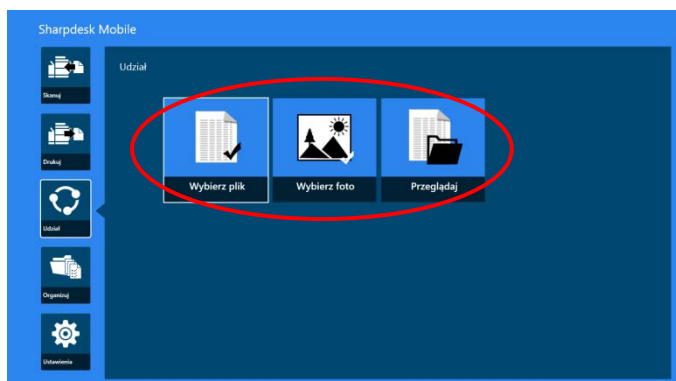 Sharpdesk Mobile
Skanuj
Drukuj
Udział
Organizuj
Ustawienia
Udział
Wybierz plik
Wybierz foto
Przeglądaj